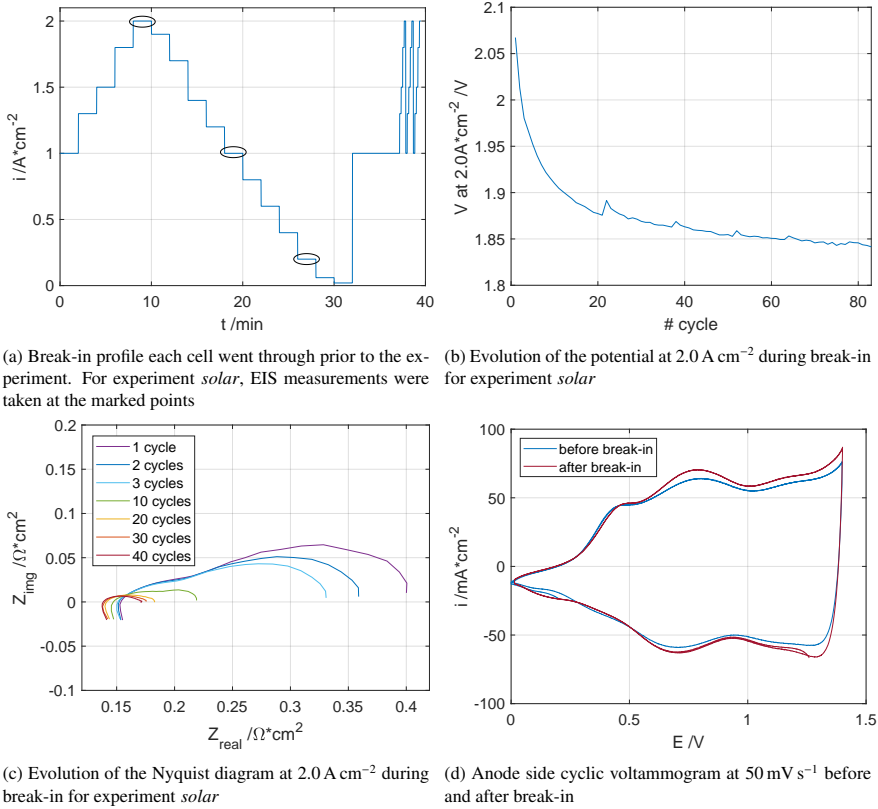 2
1.5
1
0.5
0
i /A*cm-2
0 10 20 30 40
t /min
(a) Break-in profile each cell went through prior to the ex-
periment. For experiment solar, EIS measurements were
taken at the marked points
2.1
2.05
2
1.95
1.9
1.85
1.8
V at 2.0A*cm-2 /V
0 20 40 60 80
# cycle
(b) Evolution of the potential at 2.0 A cm−2 during break-in
for experiment solar
0.2
0.15
0.1
0.05
0
-0.05
-0.1
Zimg /Ω*cm2
1 cycle
2 cycles
3 cycles
10 cycles
20 cycles
30 cycles
40 cycles
0.15 0.2 0.25 0.3 0.35 0.4
Zreal /Ω*cm2
(c) Evolution of the Nyquist diagram at 2.0 A cm−2 during
break-in for experiment solar
100
50
0
-50
-100
i /mA*cm-2
before break-in
after break-in
0 0.5 1 1.5
E /V
(d) Anode side cyclic voltammogram at 50 mV s−1 before
and after break-in